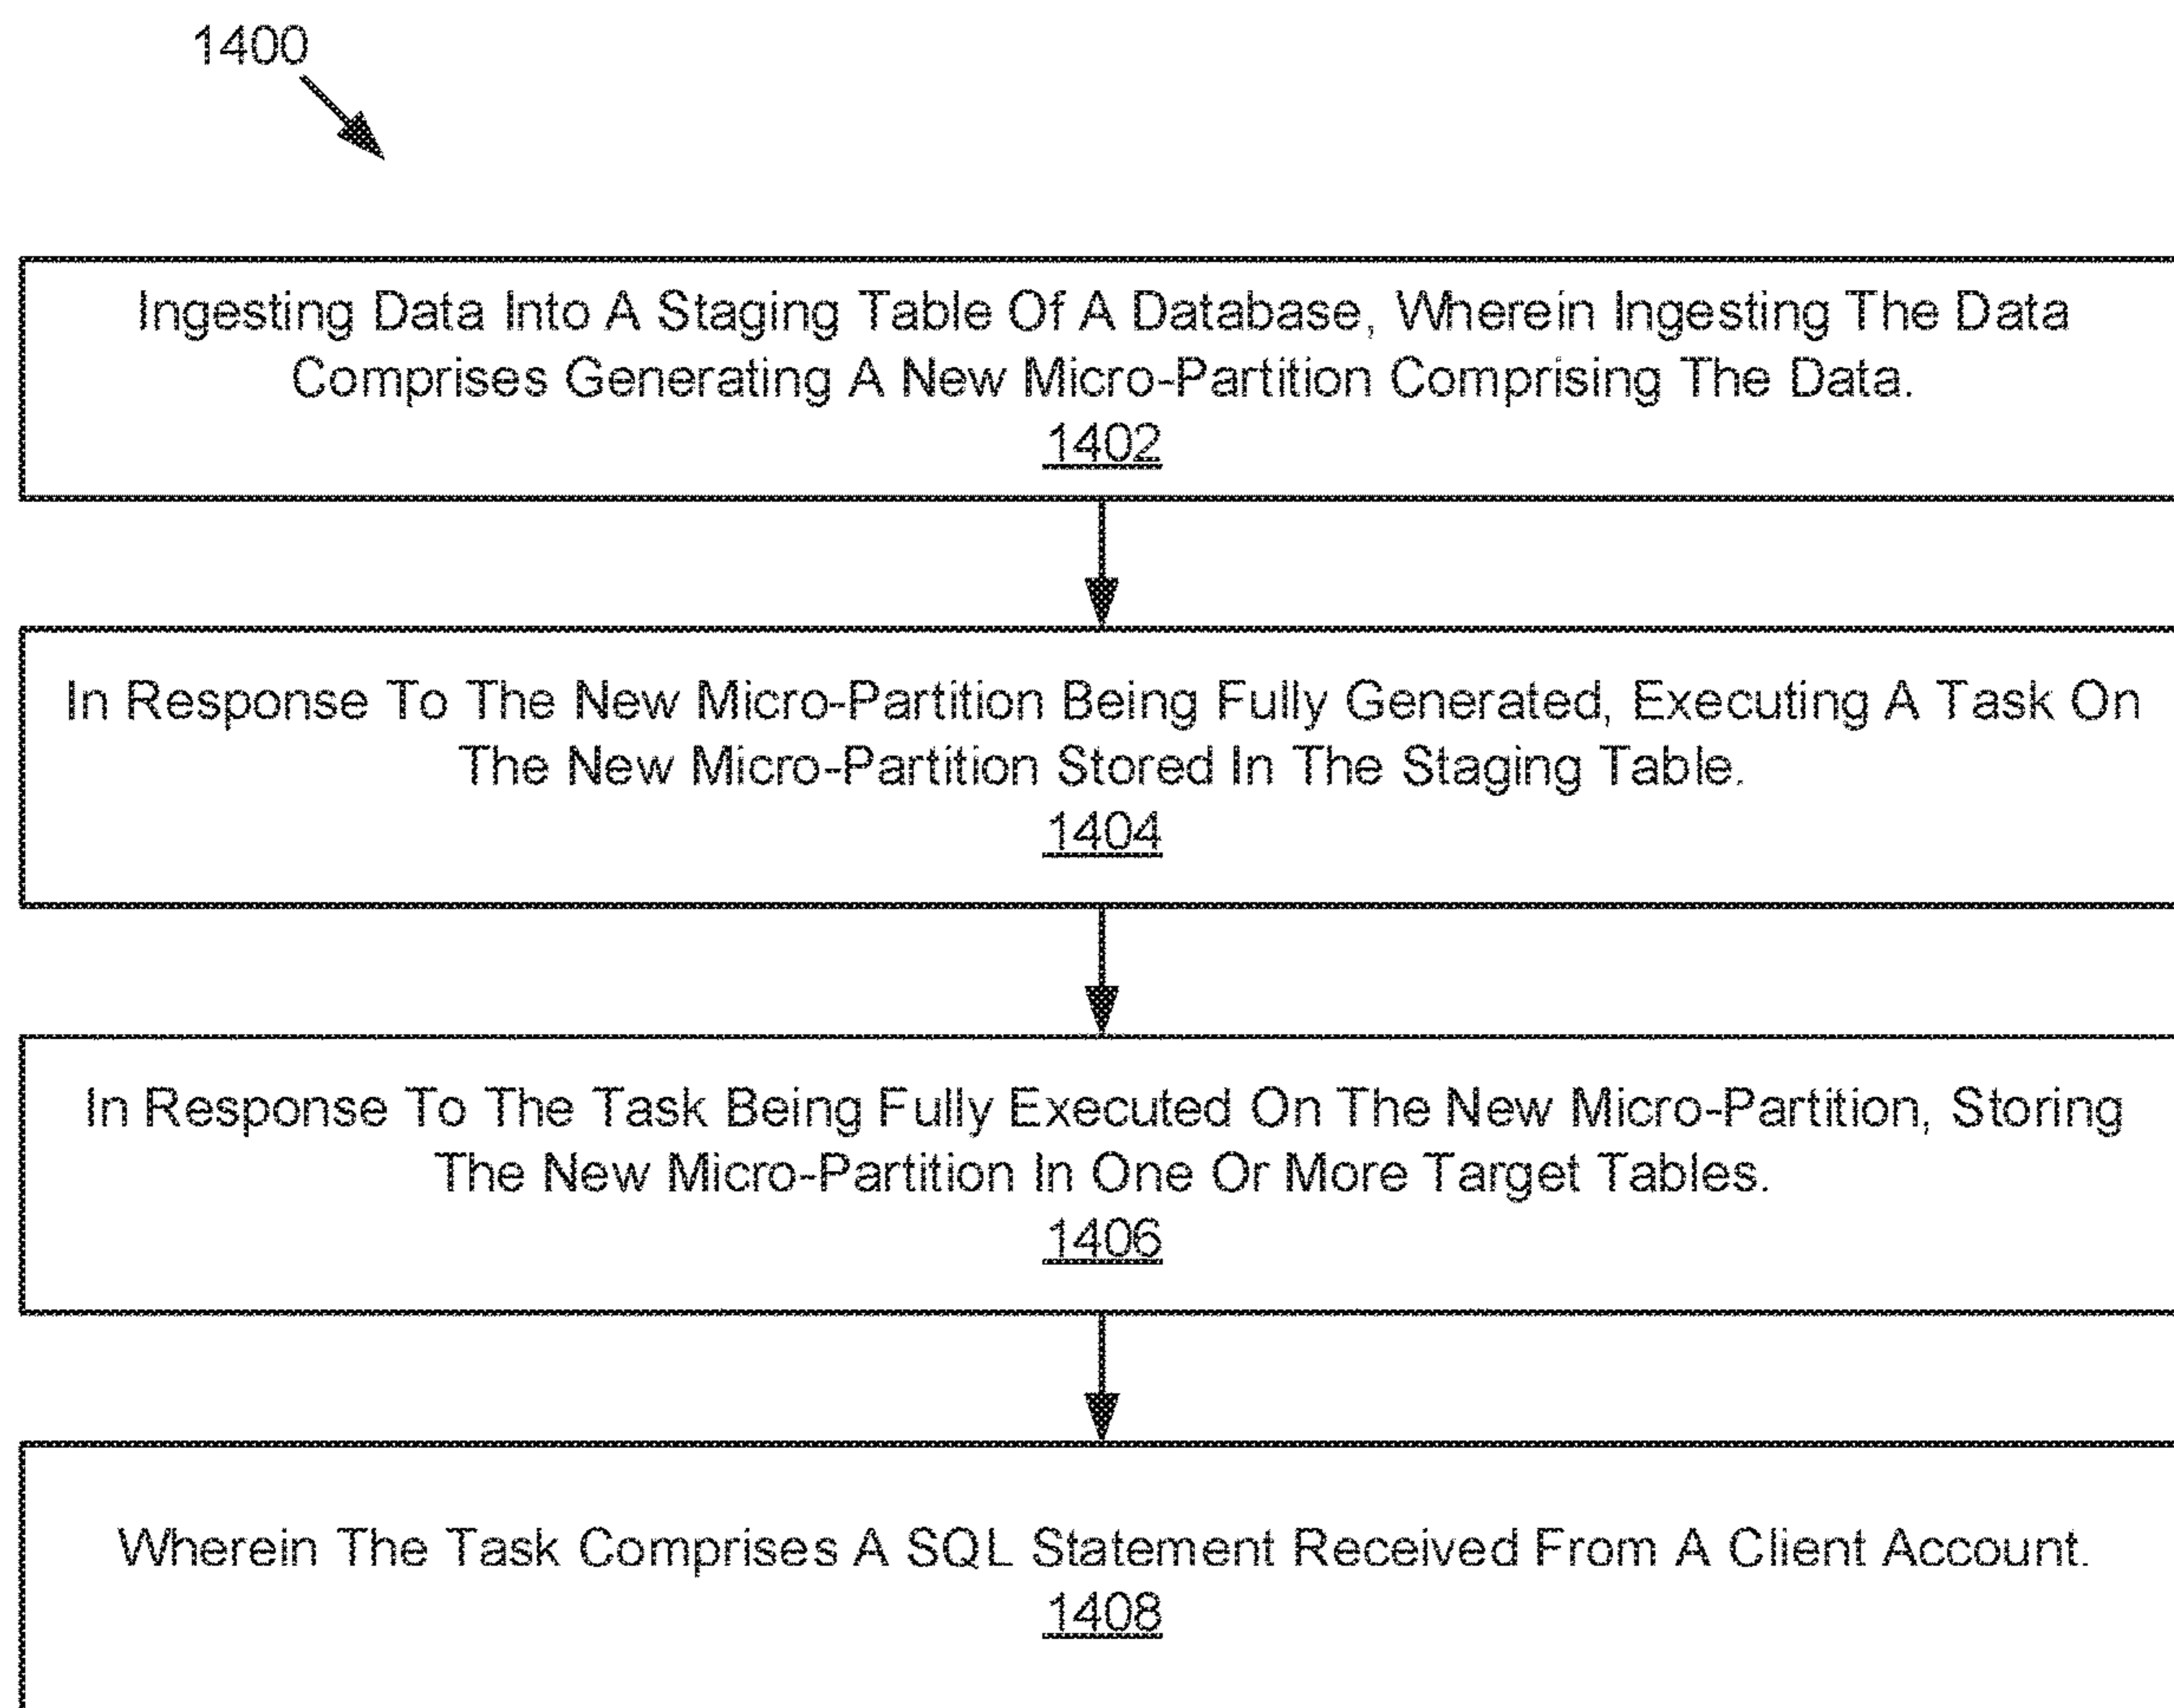 1400
Ingesting Data Into A Staging Table Of A Database, Wherein Ingesting The Data
Comprises Generating A New Micro-Partition Comprising The Data.
1402
In Response To The New Micro-Partition Being Fully Generated, Executing A Task On
The New Micro-Partition Stored In The Staging Table.
1404
In Response To The Task Being Fully Executed On The New Micro-Partition, Storing
The New Micro-Partition In One Or More Target Tables.
1406
Wherein The Task Comprises A SQL Statement Received From A Client Account.
1408